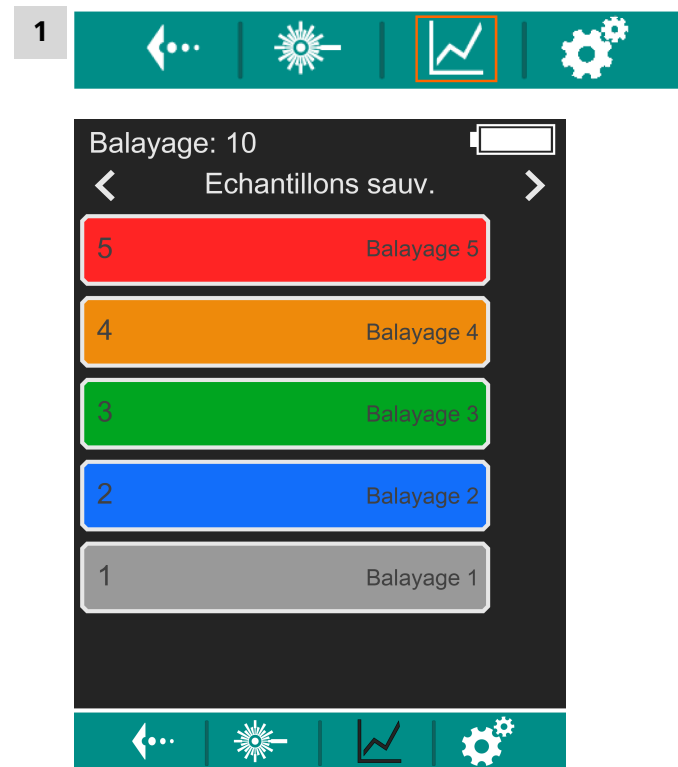 1
Balayage: 10
Echantillons sauv.
5 Balayage 5
4 Balayage 4
3 Balayage 3
2 Balayage 2
1 Balayage 1